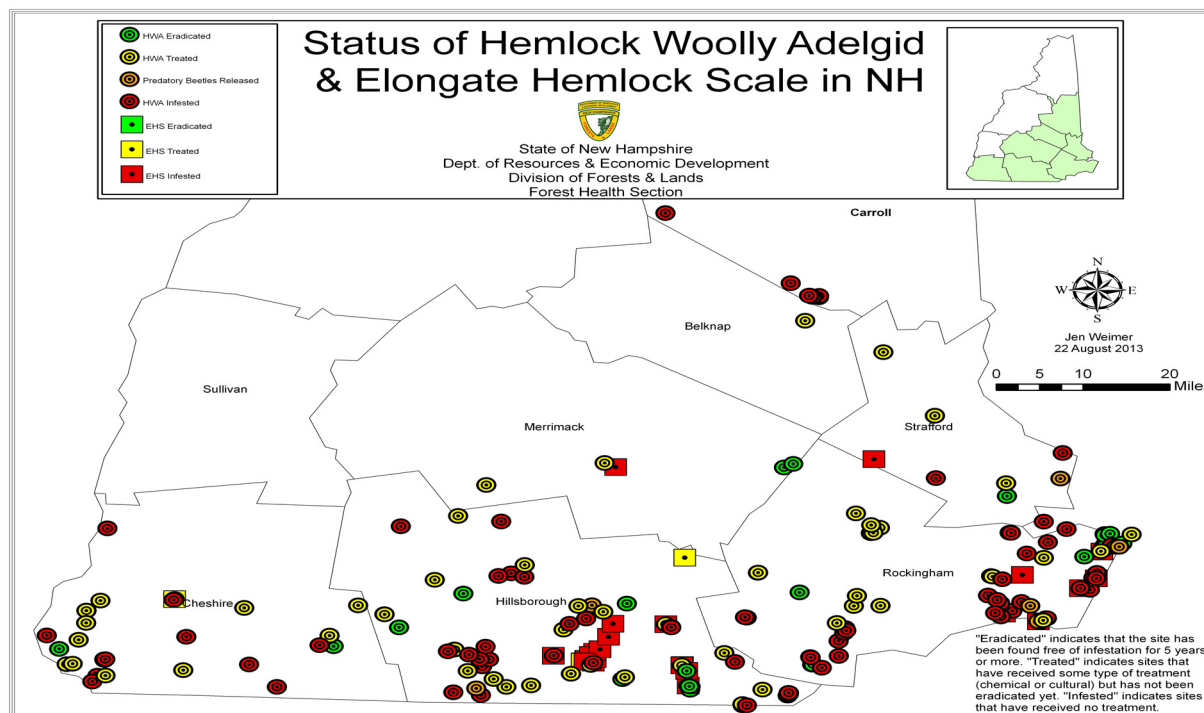 HWA Eradicated
HWA Treated
Predatory Beetles Released
HWA Infested
EHS Eradicated
EHS Treated
EHS Infested
Status of Hemlock Woolly Adelgid
& Elongate Hemlock Scale in NH
State of New Hampshire
Dept. of Resources & Economic Development
Division of Forests & Lands
Forest Health Section
Carroll
N
W E
S
Belknap
Jen Weimer
22 August 2013
0 5 10 20
Mile
Sullivan
Merrimack
Strafford
Rockingham
Hillsborough
Cheshire
"Eradicated" indicates that the site has
been found free of infestation for 5 years
or more. "Treated" indicates sites that
have received some type of treatment
(chemical or cultural) but has not been
eradicated yet. "Infested" indicates sites
that have received no treatment.